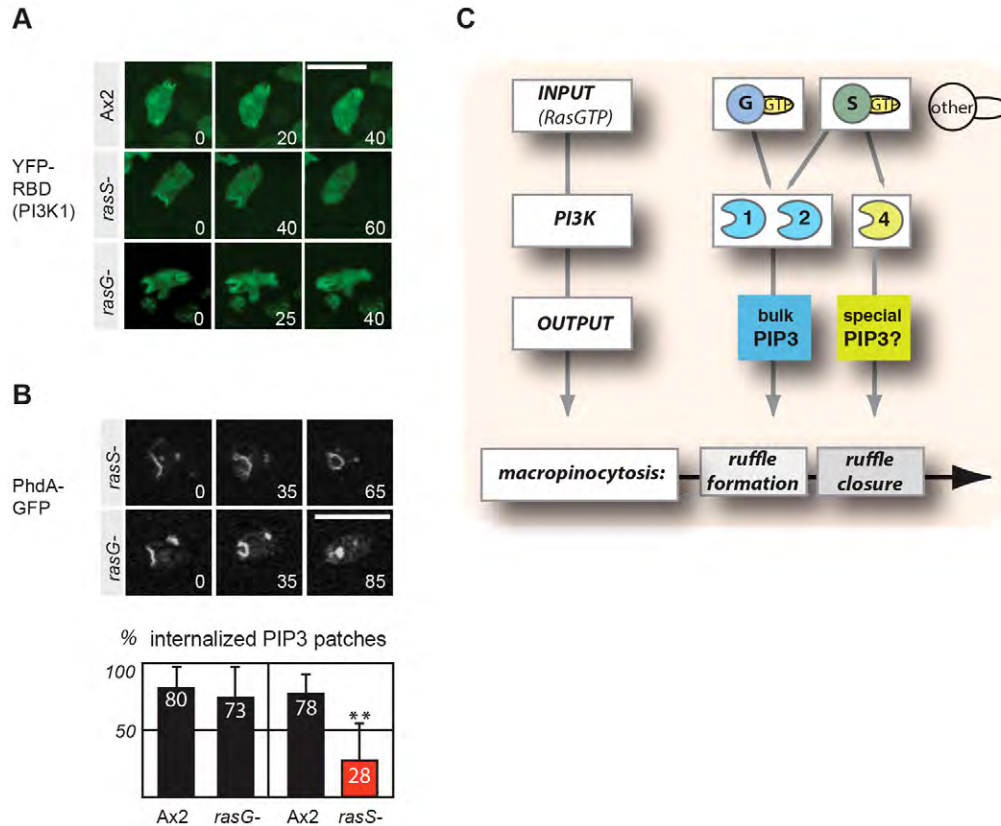 A
YFP-
RBD
(PI3K1)
Ax2
0
20
40
rasS-
0
40
60
rasG-
0
25
40
B
PhdA-
GFP
rasS-
0
35
65
rasG-
0
35
85
% internalized PIP3 patches
100
50
80
73
78
**
28
Ax2
rasG-
Ax2
rasS-
C
INPUT
(RasGTP)
G
GTP
S
GTP
other
PI3K
1
2
4
OUTPUT
bulk
PIP3
special
PIP3?
macropinocytosis:
ruffle
formation
ruffle
closure